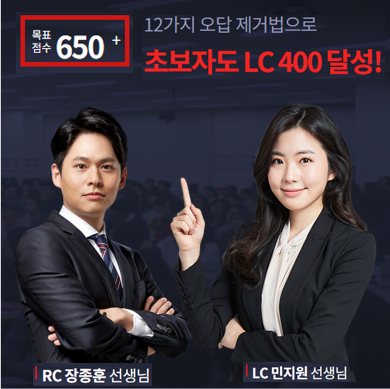 목표
점수 650+
12가지 오답 제거법으로
초보자도 LC 400 달성!
RC 장종훈 선생님
LC 민지원 선생님